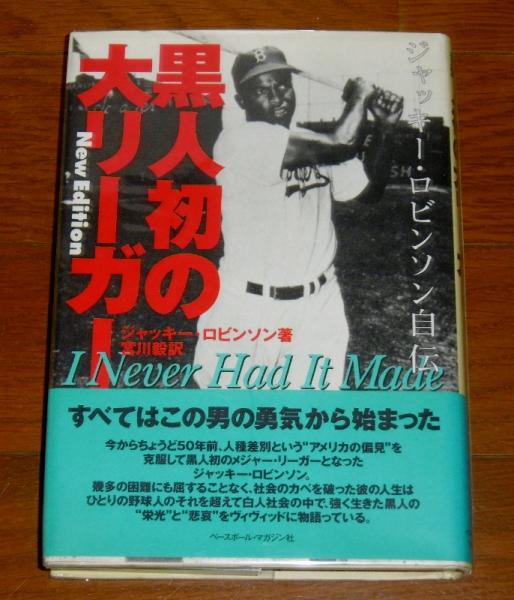 ジャッキー・ロビンソン自伝
黒人初の
大リーガー
New Edition
ジャッキー・ロビンソン著
宮川毅訳
I Never Had It Made
すべてはこの男の勇気から始まった
今からちょうど50年前、人種差別という“アメリカの偏見”を
克服して黒人初のメジャー・リーガーとなった
ジャッキー・ロビンソン。
幾多の困難にも屈することなく、社会のカベを破った彼の人生は
ひとりの野球人のそれを超えて白人社会の中で、強く生きた黒人の
“栄光”と“悲哀”をヴィヴィッドに物語っている。
ベースボール・マガジン社